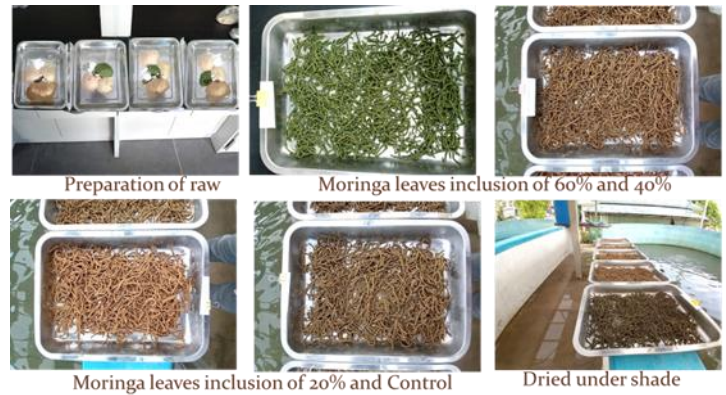 Preparation of raw
Moringa leaves inclusion of 60% and 40%
Moringa leaves inclusion of 20% and Control
Dried under shade